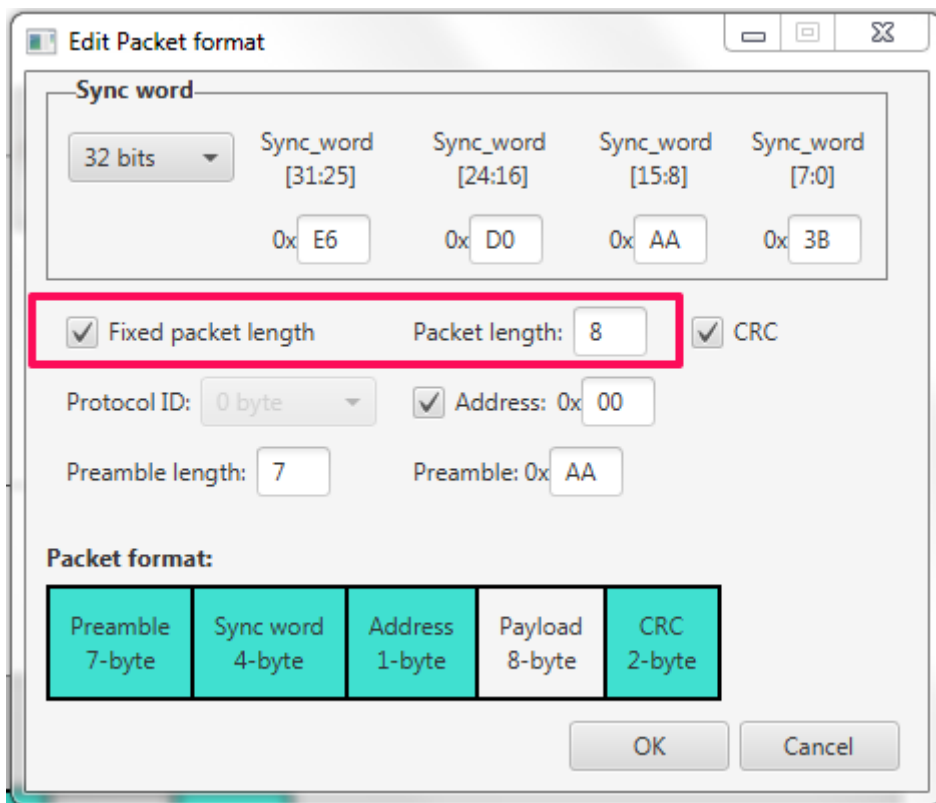 Edit Packet format
Sync word
32 bits
Sync_word [31:25]
Sync_word [24:16]
Sync_word [15:8]
Sync_word [7:0]
0x E6
0x D0
0x AA
0x 3B
Fixed packet length
Packet length: 8
CRC
Protocol ID: 0 byte
Address: 0x 00
Preamble length: 7
Preamble: 0x AA
Packet format:
Preamble 7-byte
Sync word 4-byte
Address 1-byte
Payload 8-byte
CRC 2-byte
OK
Cancel